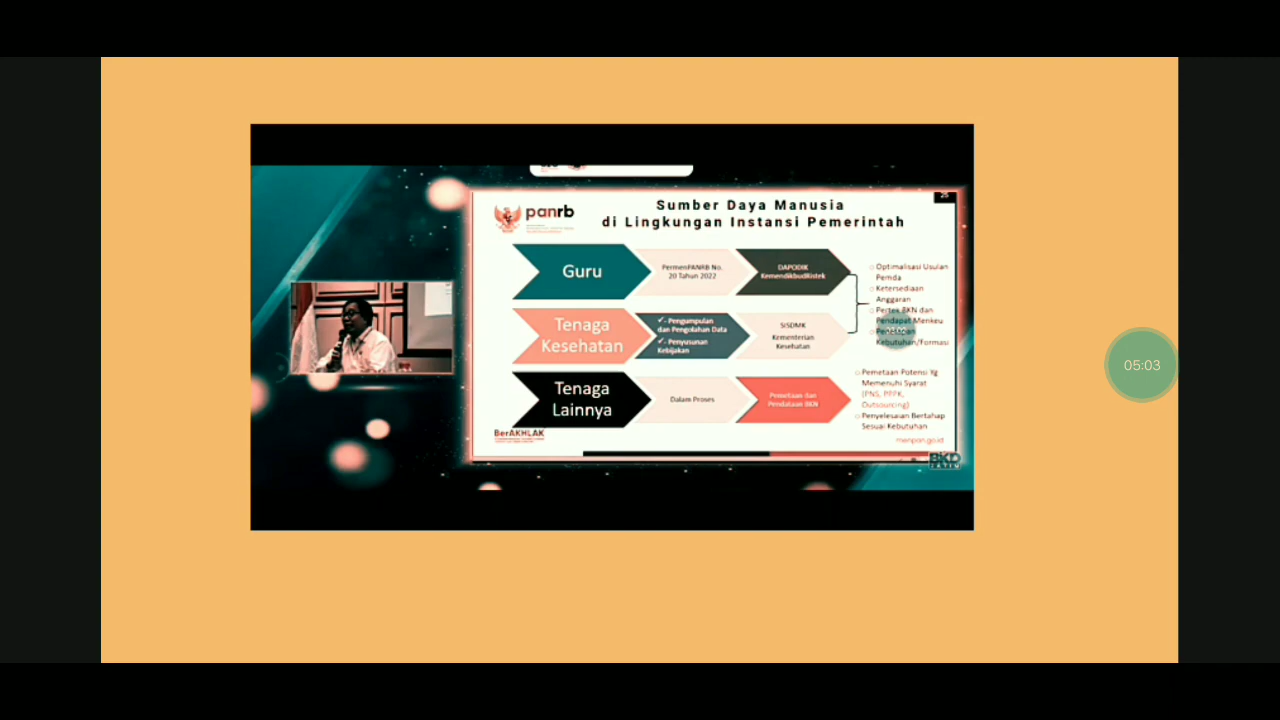 25
Sumber Daya Manusia
di Lingkungan Instansi Pemerintah
panrb
Guru
PermenPANRB No.
20 Tahun 2022
DAPODIK
KemendikbudRistek
Optimalisasi Usulan
Pemda
Ketersediaan
Anggaran
Pertek BKN dan
Pendapat Menkeu
Kebutuhan/Formasi
Tenaga
Kesehatan
✓- Pengumpulan
dan Pengolahan Data
✓- Penyusunan
Kebijakan
SISDMK
Kementerian
Kesehatan
Tenaga
Lainnya
Dalam Proses
Pemetaan dan
Pendataan BKN
Pemetaan Potensi Yg
Memenuhi Syarat
(PNS, PPPK,
Outsourcing)
Penyelesaian Bertahap
Sesuai Kebutuhan
BerAKHLAK
menpan.go.id
BKD
JATIM
05:03